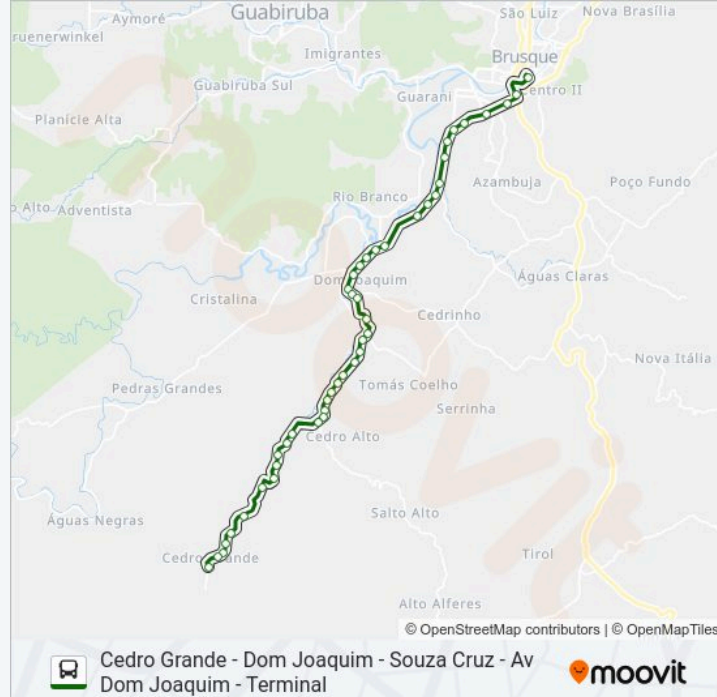 Aymoré
Guabiruba
São Luiz
Nova Brasília
ruenerwinkel
Imigrantes
Brusque
Guabiruba Sul
Guarani
Centro II
Planície Alta
Azambuja
Poço Fundo
Rio Branco
o Alto
Adventista
Dom Joaquim
Águas Claras
Cristalina
Cedrinho
Nova Itália
Pedras Grandes
Tomás Coelho
Serrinha
Cedro Alto
Águas Negras
Salto Alto
Cedro Grande
Tirol
Alto Alferes
moovit
© OpenStreetMap contributors | © OpenMapTiles
Cedro Grande - Dom Joaquim - Souza Cruz - Av
Dom Joaquim - Terminal
moovit